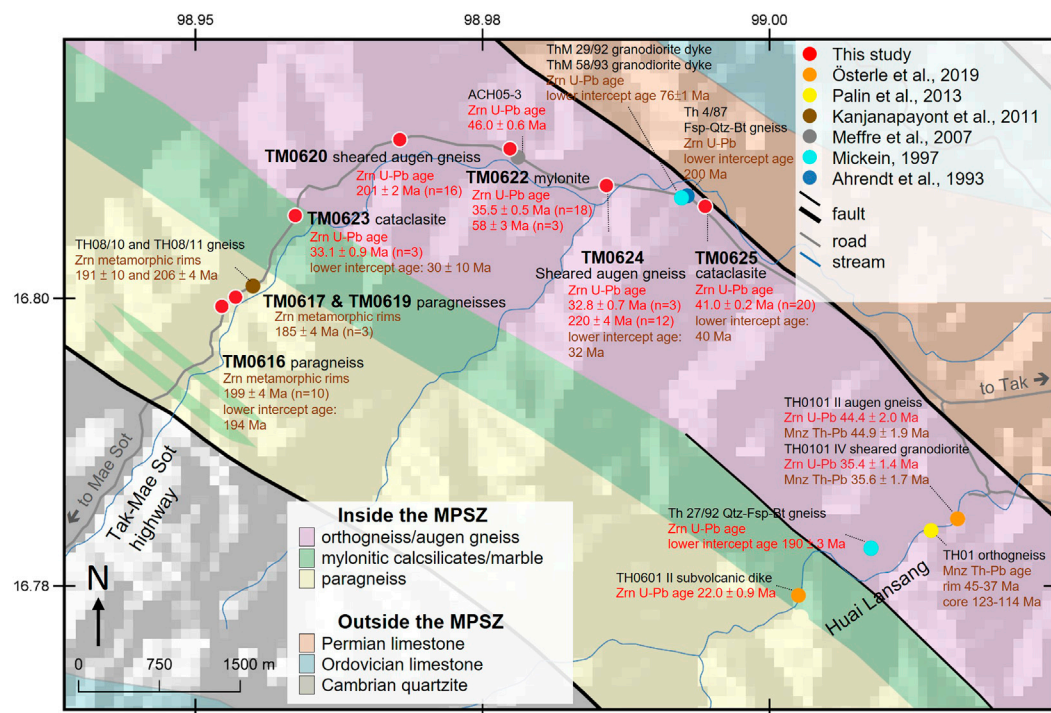 98.95
98.98
99.00
16.80
16.78
ThM 29/92 granodiorite dyke
ThM 58/93 granodiorite dyke
Zrn U-Pb age
lower intercept age 76±1 Ma
ACH05-3
Zrn U-Pb age
46.0 ± 0.6 Ma
Th 4/87
Fsp-Qtz-Bt gneiss
Zrn U-Pb
lower intercept age
200 Ma
This study
Österle et al., 2019
Palin et al., 2013
Kanjanapayont et al., 2011
Meffre et al., 2007
Mickein, 1997
Ahrendt et al., 1993
fault
road
stream
TM0620 sheared augen gneiss
Zrn U-Pb age
201 ± 2 Ma (n=16)
TM0622 mylonite
Zrn U-Pb age
35.5 ± 0.5 Ma (n=18)
58 ± 3 Ma (n=3)
TM0623 cataclasite
Zrn U-Pb age
33.1 ± 0.9 Ma (n=3)
lower intercept age: 30 ± 10 Ma
TH08/10 and TH08/11 gneiss
Zrn metamorphic rims
191 ± 10 and 206 ± 4 Ma
TM0624
Sheared augen gneiss
Zrn U-Pb age
32.8 ± 0.7 Ma (n=3)
220 ± 4 Ma (n=12)
lower intercept age:
32 Ma
TM0625
cataclasite
Zrn U-Pb age
41.0 ± 0.2 Ma (n=20)
lower intercept age:
40 Ma
TM0617 & TM0619 paragneisses
Zrn metamorphic rims
185 ± 4 Ma (n=3)
TM0616 paragneiss
Zrn metamorphic rims
199 ± 4 Ma (n=10)
lower intercept age:
194 Ma
to Tak
to Mae Sot
Tak-Mae Sot
highway
TH0101 II augen gneiss
Zrn U-Pb 44.4 ± 2.0 Ma
Mnz Th-Pb 44.9 ± 1.9 Ma
TH0101 IV sheared granodiorite
Zrn U-Pb 35.4 ± 1.4 Ma
Mnz Th-Pb 35.6 ± 1.7 Ma
Th 27/92 Qtz-Fsp-Bt gneiss
Zrn U-Pb age
lower intercept age 190 ± 3 Ma
TH0601 II subvolcanic dike
Zrn U-Pb age 22.0 ± 0.9 Ma
TH01 orthogneiss
Mnz Th-Pb age
rim 45-37 Ma
core 123-114 Ma
Huai Lansang
N
0 750 1500 m
Inside the MPSZ
orthogneiss/augen gneiss
mylonitic calcsilicates/marble
paragneiss
Outside the MPSZ
Permian limestone
Ordovician limestone
Cambrian quartzite